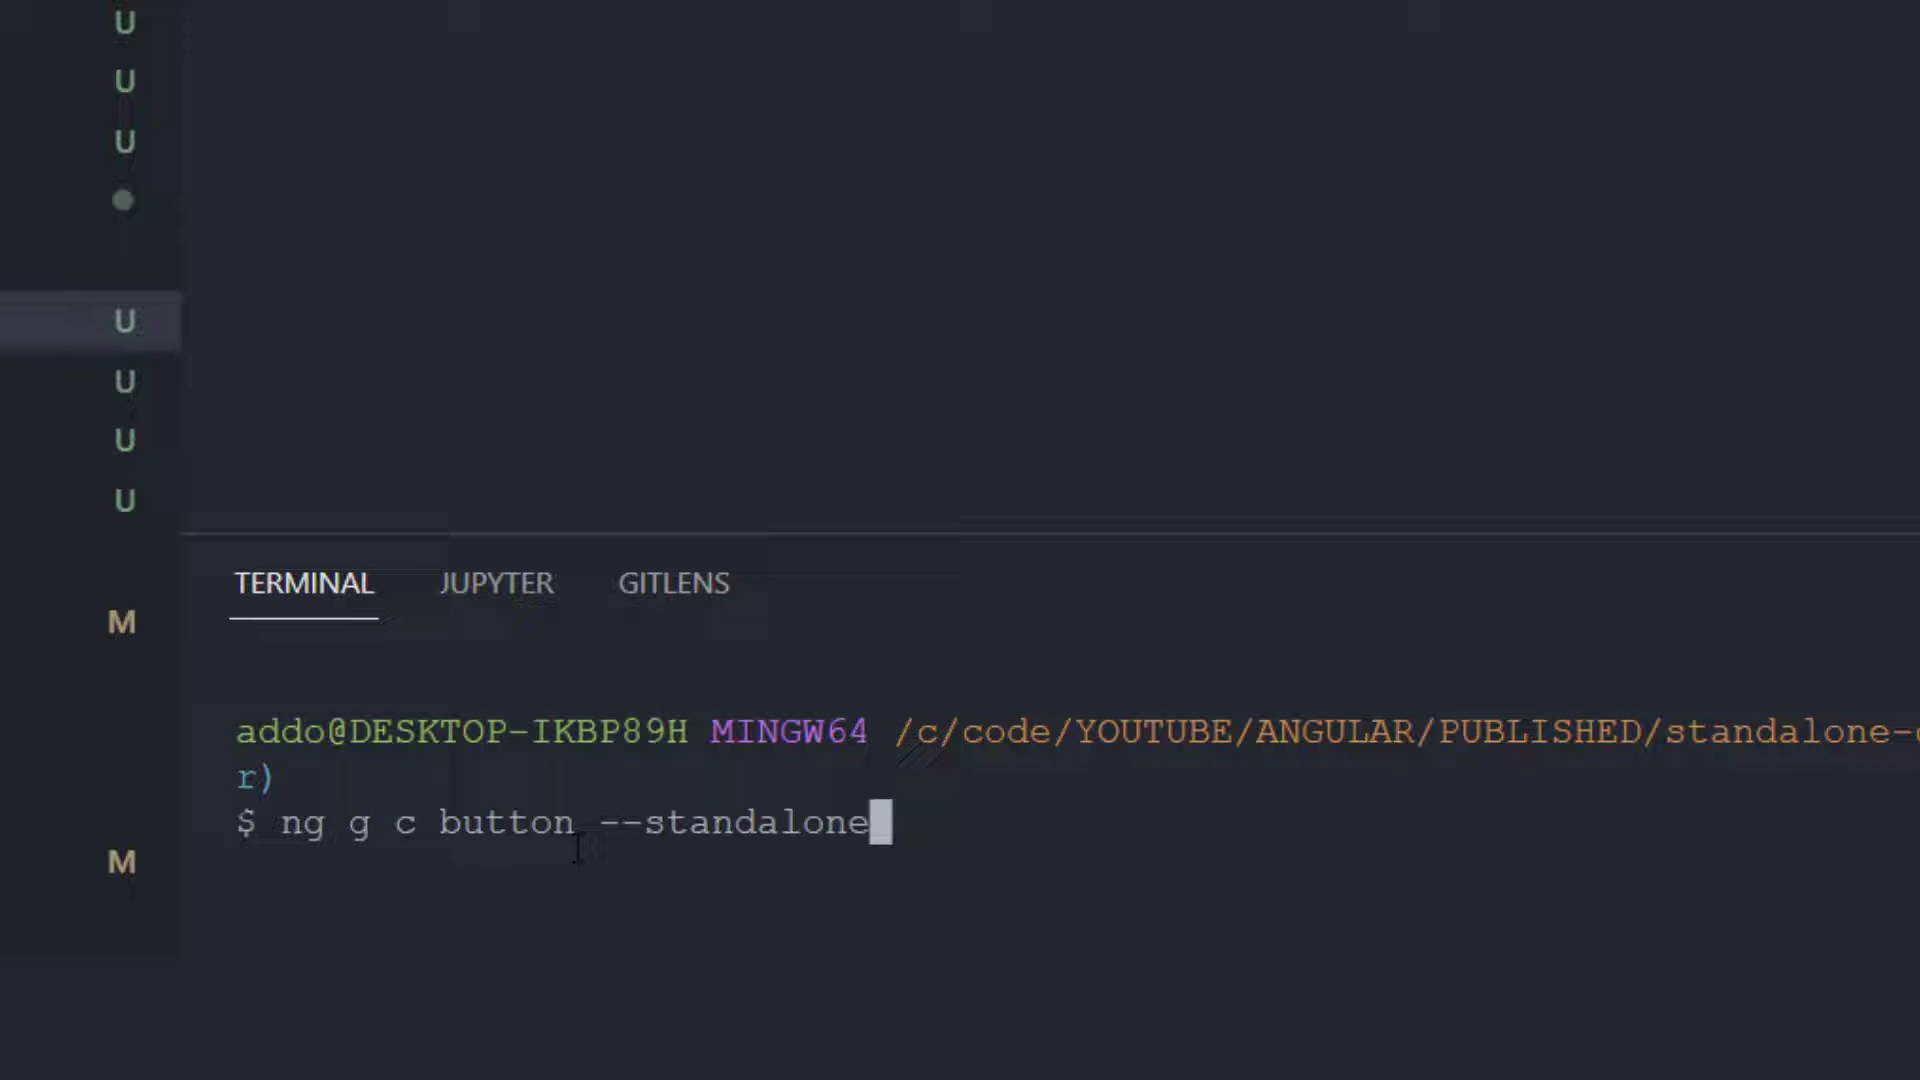 U
U
U
U
U
U
U
TERMINAL JUPYTER GITLENS
M
addo@DESKTOP-IKBP89H MINGW64 /c/code/YOUTUBE/ANGULAR/PUBLISHED/standalone-
r)
$ ng g c button --standalone
M